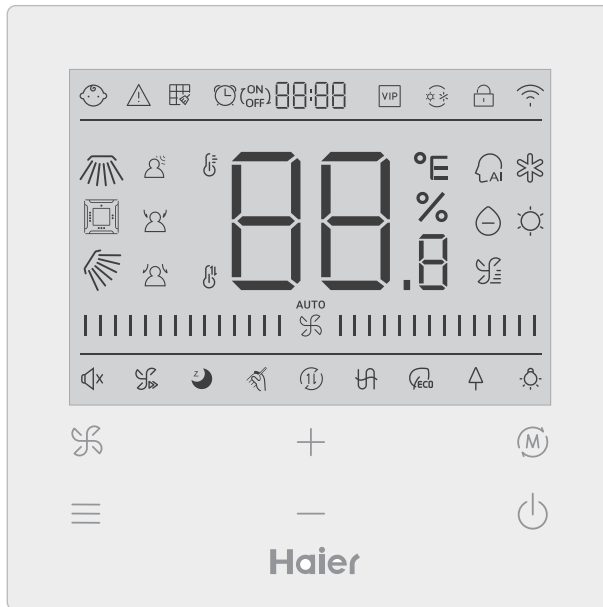 ON
OFF
88:88
VIP
AI
88.8
°E
%
AUTO
z
ECO
M
Haier